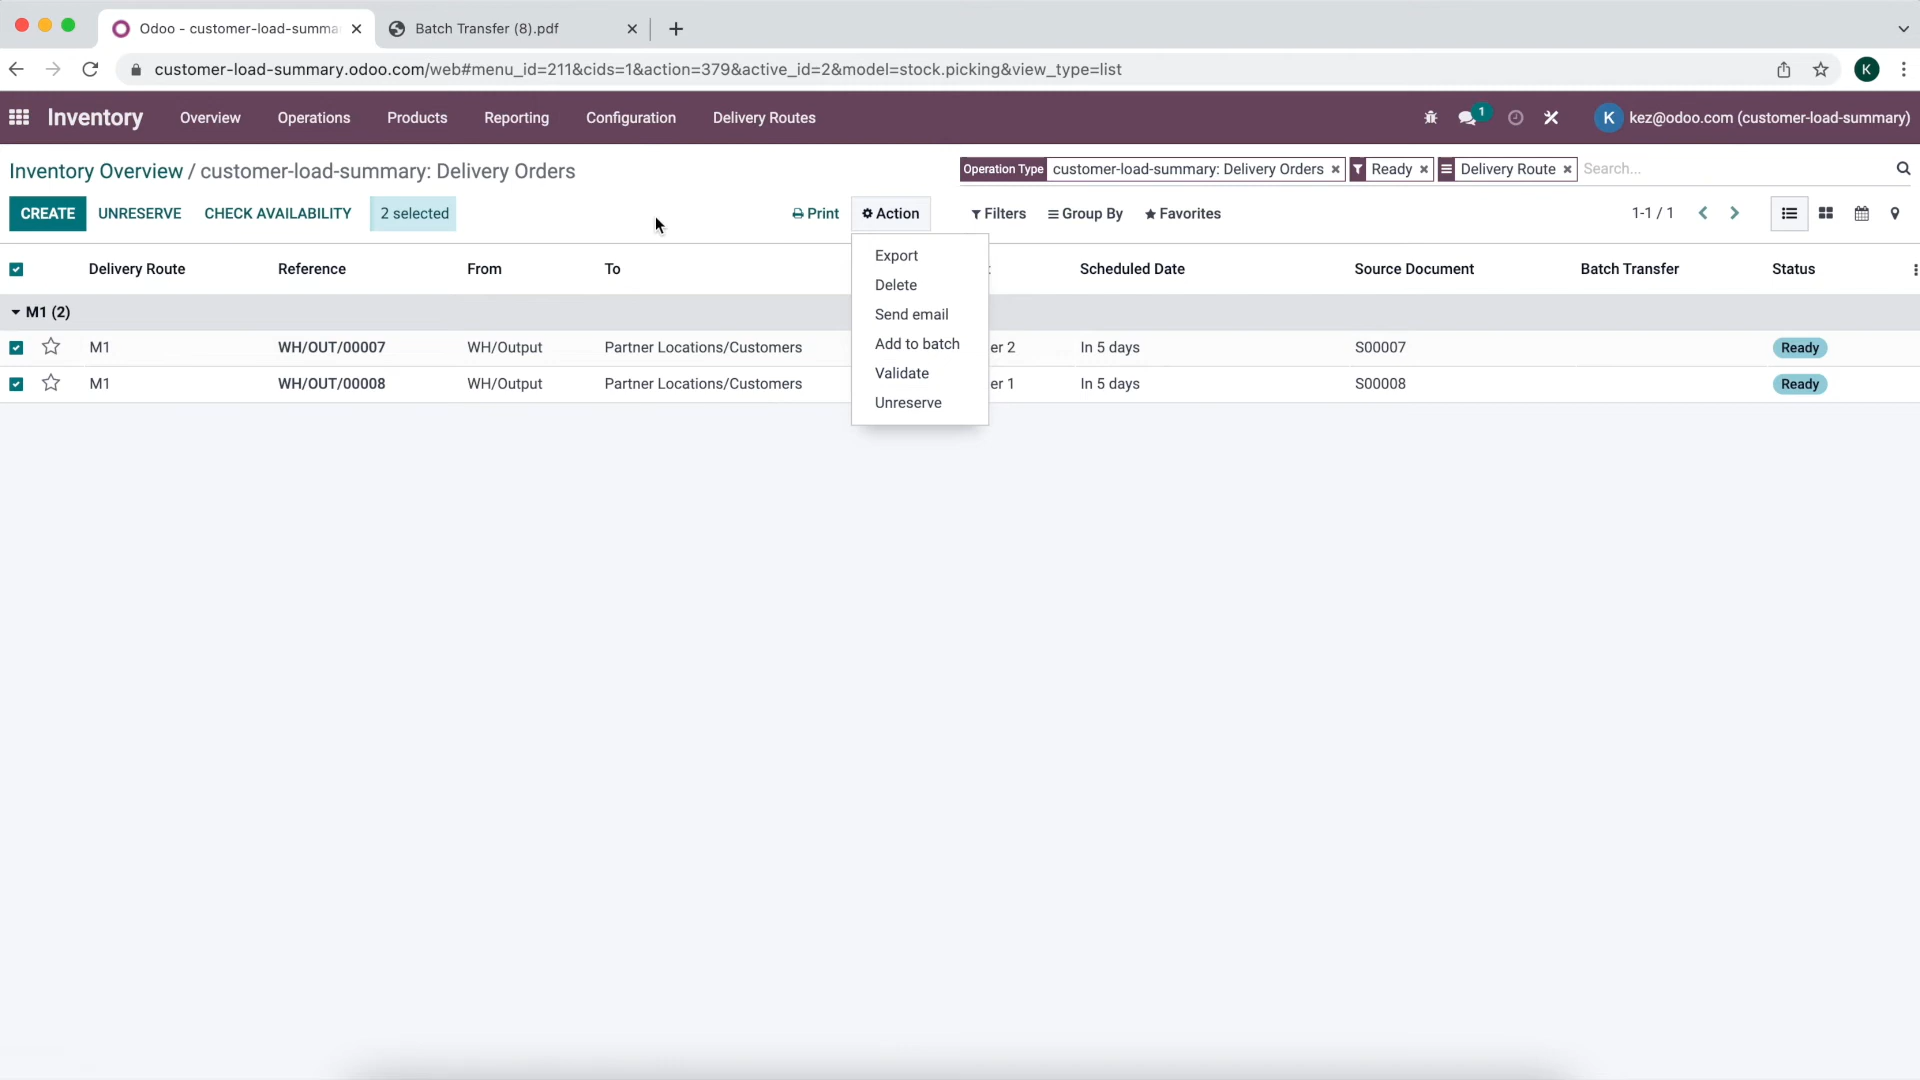 Odoo - customer-load-summa
Batch Transfer (8).pdf
customer-load-summary.odoo.com/web#menu_id=211&cids=1&action=379&active_id=2&model=stock.picking&view_type=list
K
Inventory
Overview
Operations
Products
Reporting
Configuration
Delivery Routes
1
K
kez@odoo.com (customer-load-summary)
Inventory Overview / customer-load-summary: Delivery Orders
Operation Type
customer-load-summary: Delivery Orders
Ready
Delivery Route
Search...
CREATE
UNRESERVE
CHECK AVAILABILITY
2 selected
Print
Action
Filters
Group By
Favorites
1-1 / 1
Export
Delete
Send email
Add to batch
Validate
Unreserve
Delivery Route Reference From To Scheduled Date Source Document Batch Transfer Status
M1 (2)
M1 WH/OUT/00007 WH/Output Partner Locations/Customers er 2 In 5 days S00007 Ready
M1 WH/OUT/00008 WH/Output Partner Locations/Customers er 1 In 5 days S00008 Ready